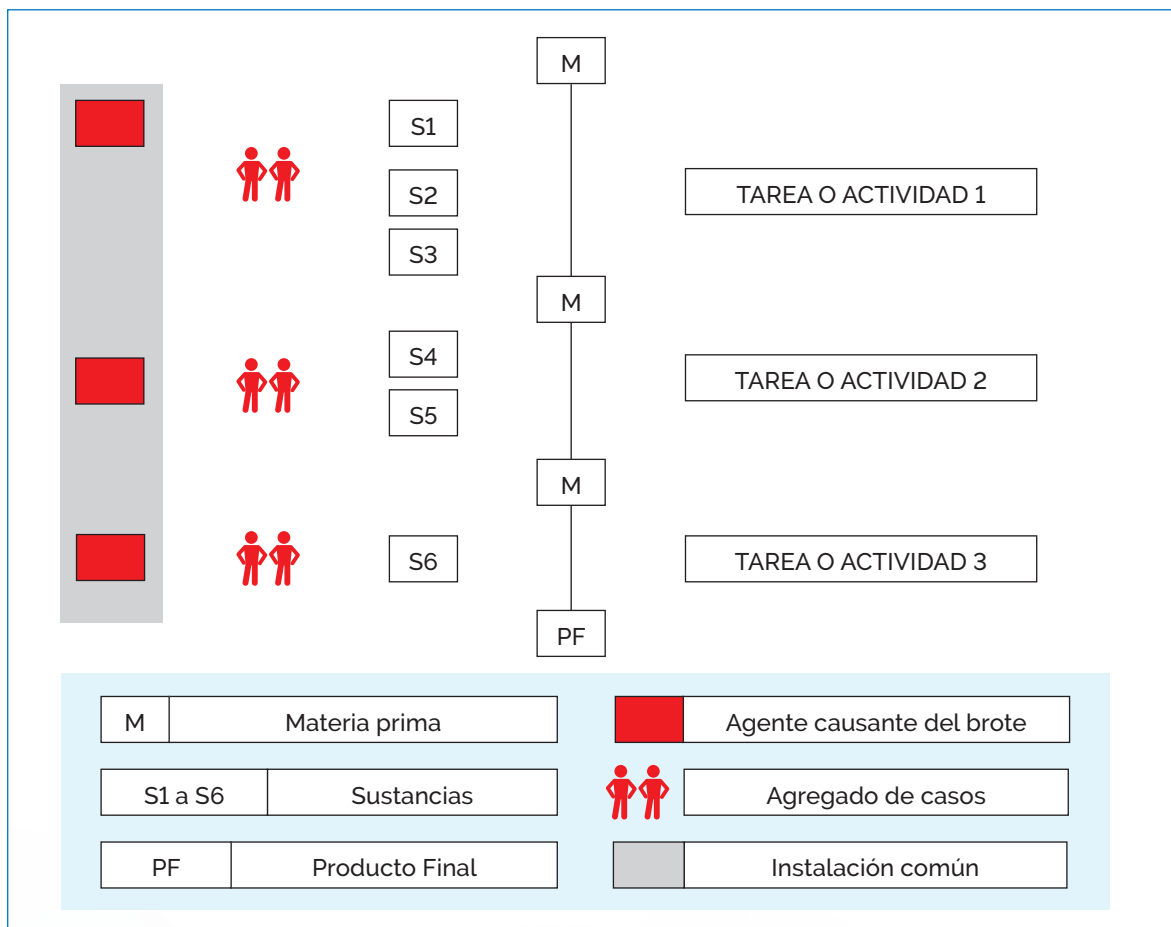 M
S1
S2
TAREA O ACTIVIDAD 1
S3
M
S4
TAREA O ACTIVIDAD 2
S5
M
S6
TAREA O ACTIVIDAD 3
PF
M Materia prima
Agente causante del brote
S1 a S6 Sustancias
Agregado de casos
PF Producto Final
Instalación común